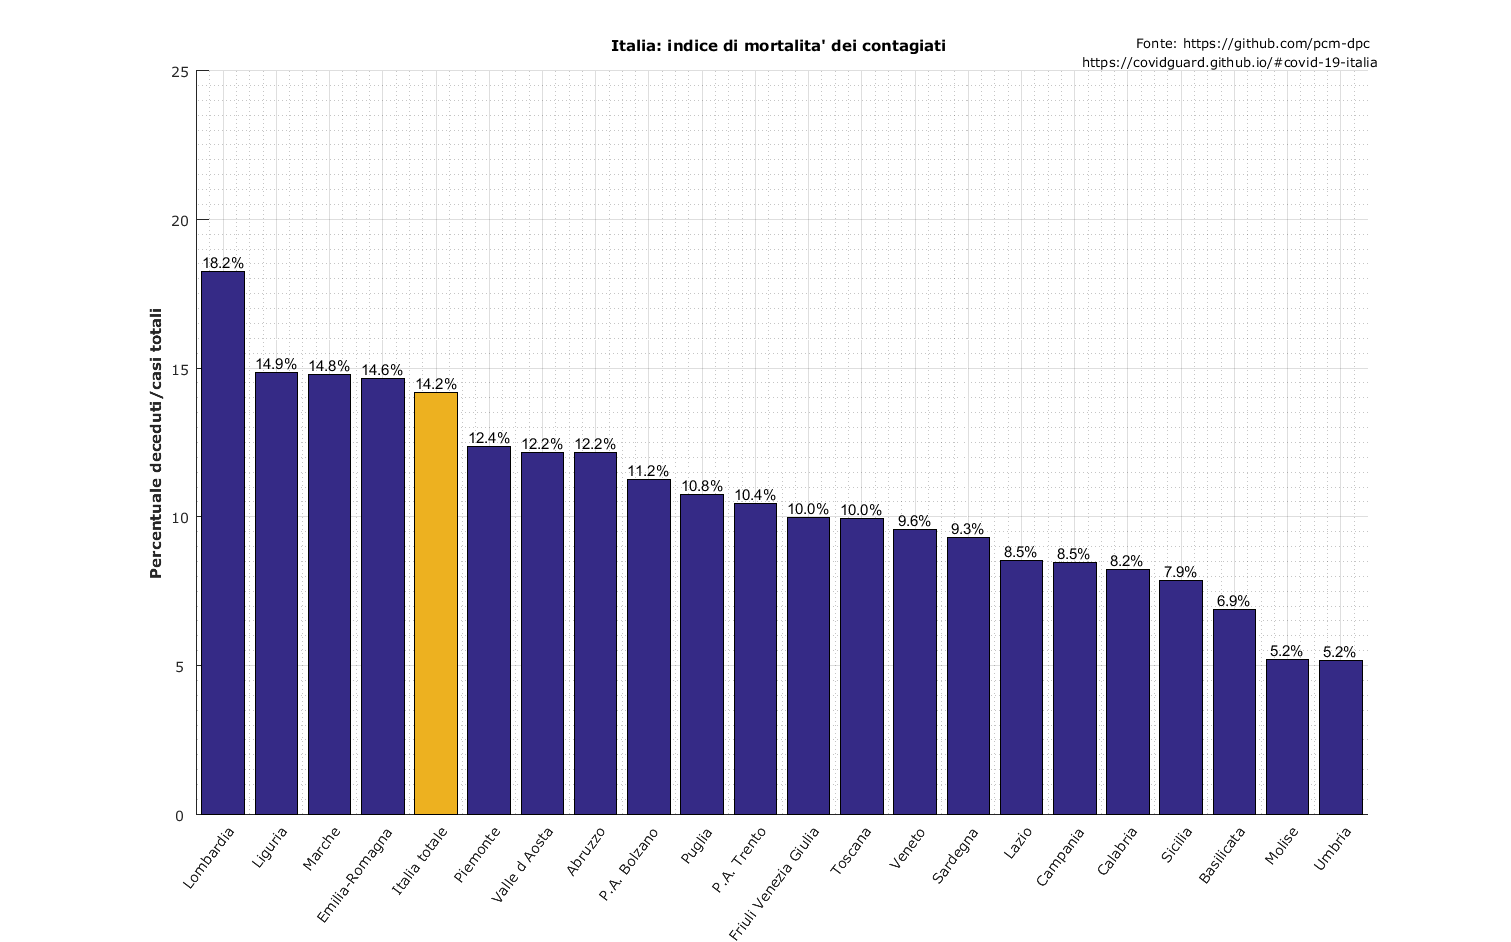 Italia: indice di mortalita' dei contagiati
Fonte: https://github.com/pcm-dpc
https://covidguard.github.io/#covid-19-italia
Percentuale deceduti/casi totali
25
20
15
10
5
0
18.2%
14.9%
14.8%
14.6%
14.2%
12.4%
12.2%
12.2%
11.2%
10.8%
10.4%
10.0%
10.0%
9.6%
9.3%
8.5%
8.5%
8.2%
7.9%
6.9%
5.2%
5.2%
Lombardia
Liguria
Marche
Emilia-Romagna
Italia totale
Piemonte
Valle d Aosta
Abruzzo
P.A. Bolzano
Puglia
P.A. Trento
Friuli Venezia Giulia
Toscana
Veneto
Sardegna
Lazio
Campania
Calabria
Sicilia
Basilicata
Molise
Umbria